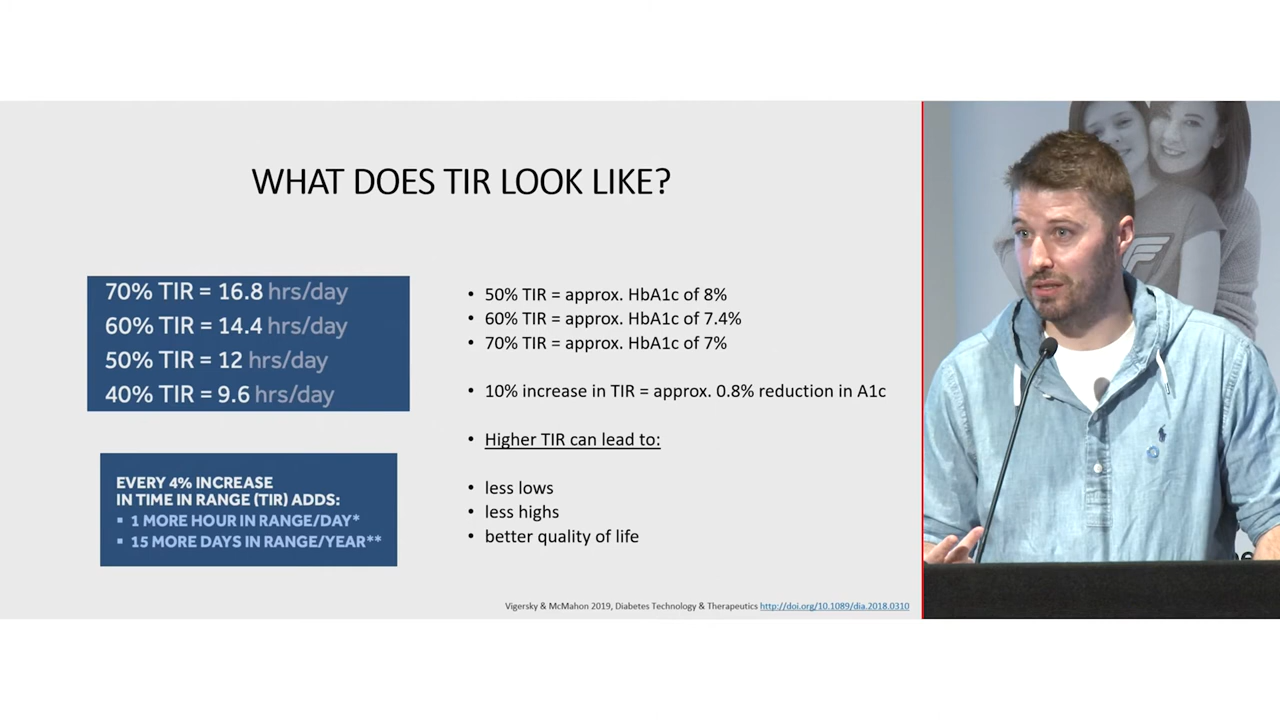 WHAT DOES TIR LOOK LIKE?
70% TIR = 16.8 hrs/day
60% TIR = 14.4 hrs/day
50% TIR = 12 hrs/day
40% TIR = 9.6 hrs/day
EVERY 4% INCREASE
IN TIME IN RANGE (TIR) ADDS:
▪ 1 MORE HOUR IN RANGE/DAY*
▪ 15 MORE DAYS IN RANGE/YEAR**
• 50% TIR = approx. HbA1c of 8%
• 60% TIR = approx. HbA1c of 7.4%
• 70% TIR = approx. HbA1c of 7%
• 10% increase in TIR = approx. 0.8% reduction in A1c
• Higher TIR can lead to:
• less lows
• less highs
• better quality of life
Vigersky & McMahon 2019, Diabetes Technology & Therapeutics http://doi.org/10.1089/dia.2018.0310